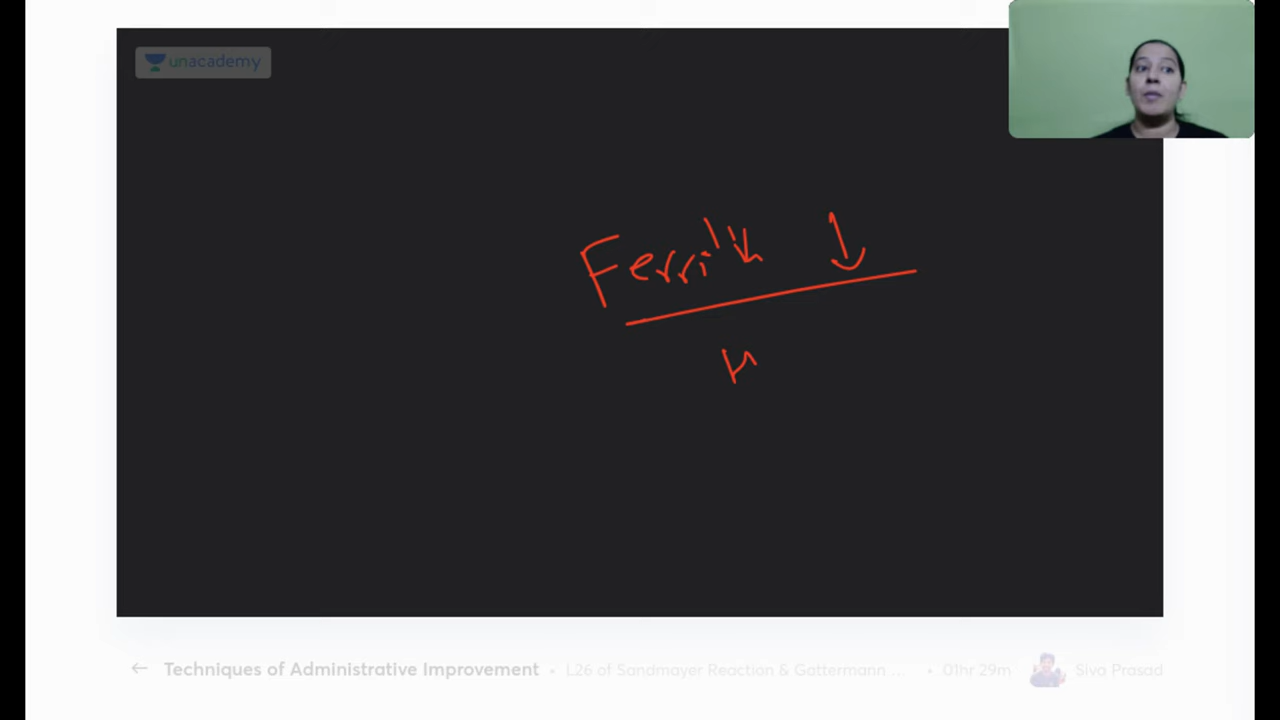 unacademy
Ferritin ↓
Techniques of Administrative Improvement • L26 of Sandmayer Reaction & Gattermann ... • 01hr 29m Siva Prasad